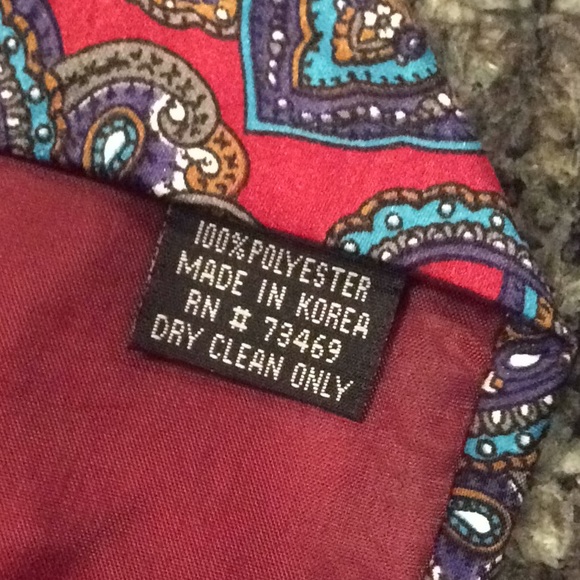 100% POLYESTER
MADE IN KOREA
RN # 73469
DRY CLEAN ONLY